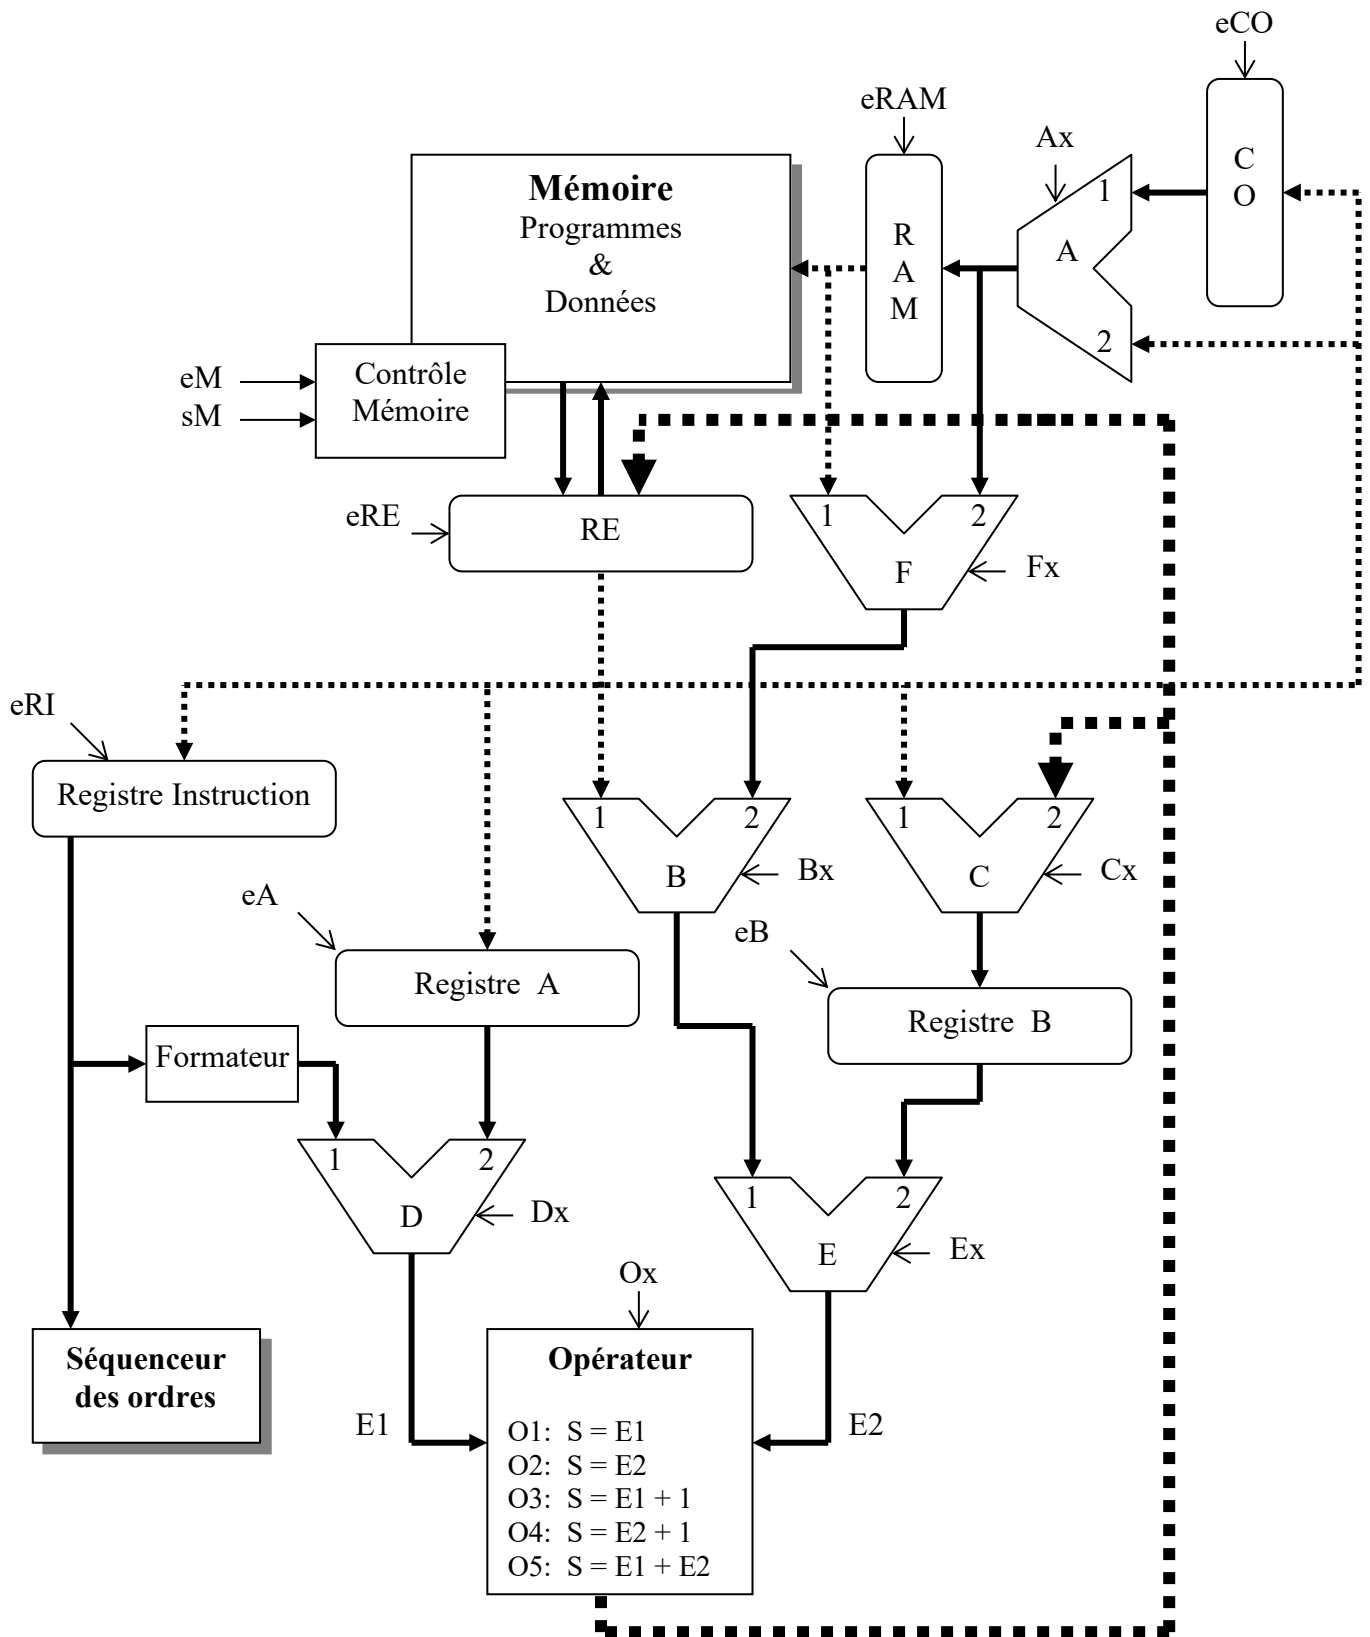 eCO
eRAM
Ax
C
O
1
A
2
R
A
M
Mémoire
Programmes
&
Données
eM
sM
Contrôle
Mémoire
eRE
RE
1
2
F
Fx
eRI
Registre Instruction
1
2
B
Bx
1
2
C
Cx
eA
eB
Registre A
Registre B
Formateur
1
2
D
Dx
1
2
E
Ex
Ox
Séquenceur
des ordres
E1
Opérateur
E2
O1: S = E1
O2: S = E2
O3: S = E1 + 1
O4: S = E2 + 1
O5: S = E1 + E2